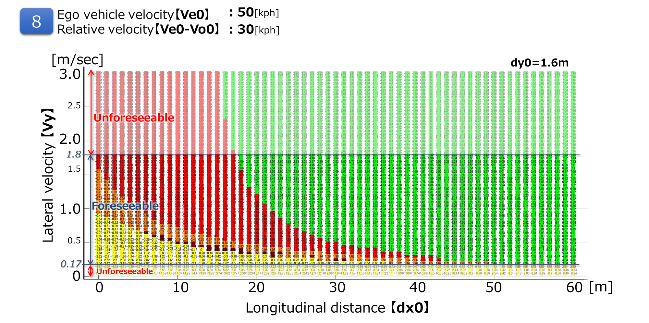 8
Ego vehicle velocity【Ve0】 : 50[kph]
Relative velocity【Ve0-Vo0】 : 30[kph]
[m/sec]
dy0=1.6m
3.0
2.5
Unforeseeable
2.0
1.8
1.5
Foreseeable
1.0
0.5
0.17
Unforeseeable
0
Lateral velocity【Vy】
0 10 20 30 40 50 60 [m]
Longitudinal distance【dx0】